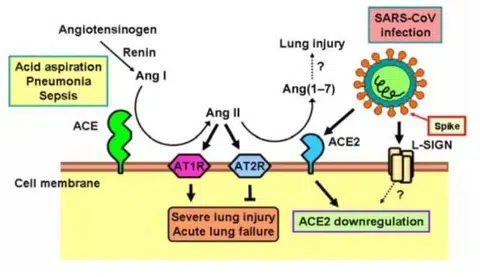 Angiotensinogen
Renin
Ang I
Acid aspiration
Pneumonia
Sepsis
ACE
Ang II
Lung injury
?
Ang(1–7)
SARS-CoV
infection
Spike
ACE2
L-SIGN
AT1R
AT2R
Cell membrane
?
Severe lung injury
Acute lung failure
ACE2 downregulation